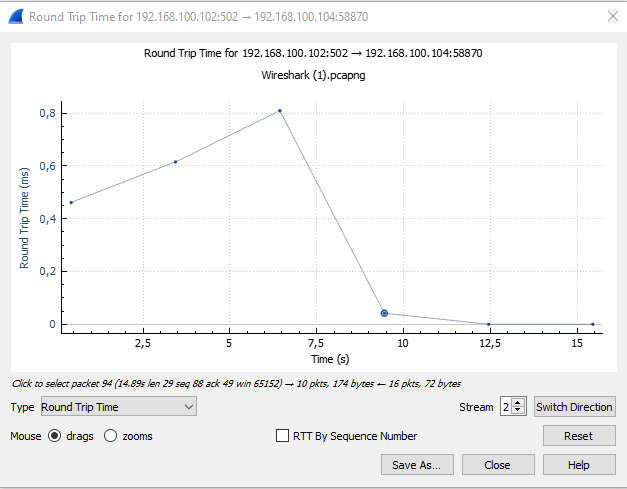 Round Trip Time for 192.168.100.102:502 → 192.168.100.104:58870
Round Trip Time for 192.168.100.102:502 → 192.168.100.104:58870
Wireshark (1).pcapng
Round Trip Time (ms)
0,8
0,6
0,4
0,2
0
2,5
5
7,5
10
12,5
15
Time (s)
Click to select packet 94 (14.89s len 29 seq 88 ack 49 win 65152) → 10 pkts, 174 bytes ← 16 pkts, 72 bytes
Type Round Trip Time Stream 2 Switch Direction
Mouse drags zooms RTT By Sequence Number Reset
Save As... Close Help